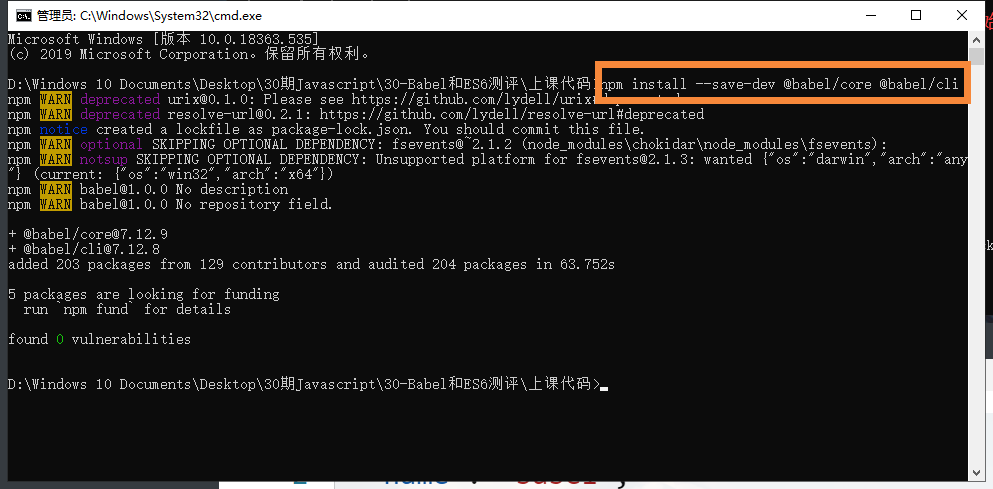 管理员: C:\Windows\System32\cmd.exe
Microsoft Windows [版本 10.0.18363.535]
(c) 2019 Microsoft Corporation。保留所有权利。
D:\Windows 10 Documents\Desktop\30期Javascript\30-Babel和ES6测评\上课代码>npm install --save-dev @babel/core @babel/cli
npm WARN deprecated urix@0.1.0: Please see https://github.com/lydell/urix#deprecated
npm WARN deprecated resolve-url@0.2.1: https://github.com/lydell/resolve-url#deprecated
npm notice created a lockfile as package-lock.json. You should commit this file.
npm WARN optional SKIPPING OPTIONAL DEPENDENCY: fsevents@~2.1.2 (node_modules\chokidar\node_modules\fsevents):
npm WARN notsup SKIPPING OPTIONAL DEPENDENCY: Unsupported platform for fsevents@2.1.3: wanted {"os":"darwin","arch":"any
"} (current: {"os":"win32","arch":"x64"})
npm WARN babel@1.0.0 No description
npm WARN babel@1.0.0 No repository field.
+ @babel/core@7.12.9
+ @babel/cli@7.12.8
added 203 packages from 129 contributors and audited 204 packages in 63.752s
5 packages are looking for funding
run `npm fund` for details
found 0 vulnerabilities
D:\Windows 10 Documents\Desktop\30期Javascript\30-Babel和ES6测评\上课代码>